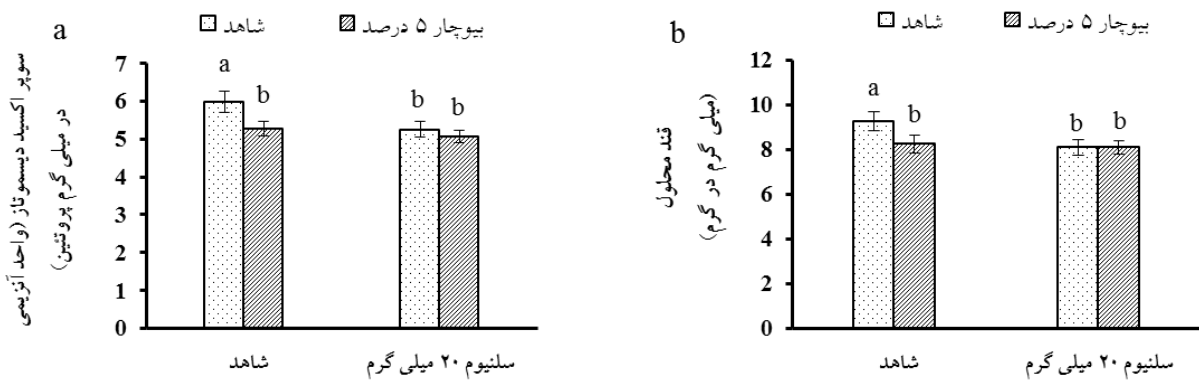 a
شاهد
بیوچار ۵ درصد
سوپر اکسید دیسموتاز (واحد آنزیمی
در میلی گرم پروتئین)
7
6
5
4
3
2
1
0
a
b
b
b
شاهد
سلنیوم ۲۰ میلی گرم
b
شاهد
بیوچار ۵ درصد
قند محلول
(میلی گرم در گرم)
12
10
8
6
4
2
0
a
b
b
b
شاهد
سلنیوم ۲۰ میلی گرم